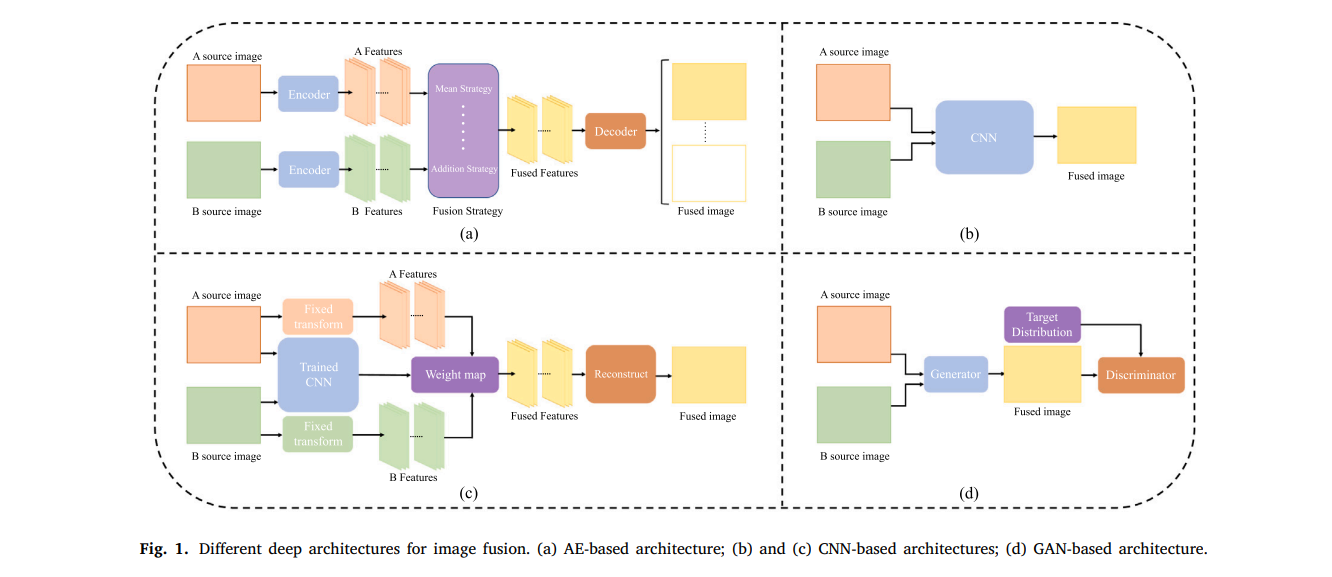 A source image
A Features
Encoder
Mean Strategy
Decoder
Encoder
Addition Strategy
Fused Features
B source image
B Features
Fusion Strategy
Fused image
(a)
A source image
CNN
Fused image
B source image
(b)
A source image
A Features
Fixed
transform
Trained
CNN
Weight map
Reconstruct
Fused Features
Fused image
Fixed
transform
B source image
B Features
(c)
A source image
Target
Distribution
Generator
Discriminator
Fused image
B source image
(d)
Fig. 1. Different deep architectures for image fusion. (a) AE-based architecture; (b) and (c) CNN-based architectures; (d) GAN-based architecture.